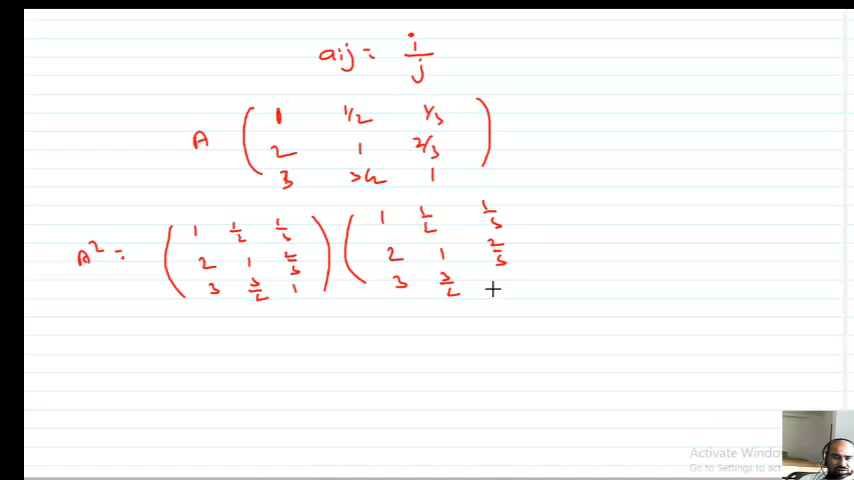 aij = i/j
A ( 1 1/2 1/3
2 1 2/3
3 3/2 1 )
A² = ( 1 1/2 1/3 ) ( 1 1/2 1/3
2 1 2/3 2 1 2/3
3 3/2 1 3 3/2
Activate Windo
Go to Settings to act